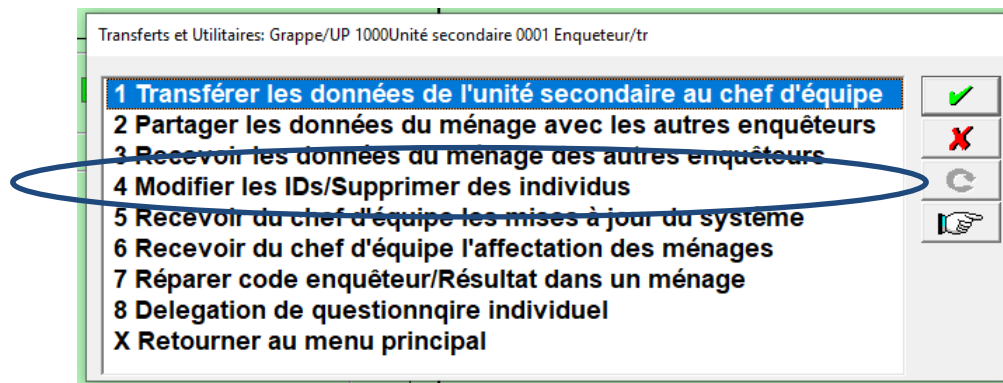 Transferts et Utilitaires: Grappe/UP 1000Unité secondaire 0001 Enqueteur/tr
1 Transférer les données de l'unité secondaire au chef d'équipe
2 Partager les données du ménage avec les autres enquêteurs
3 Recevoir les données du ménage des autres enquêteurs
4 Modifier les IDs/Supprimer des individus
5 Recevoir du chef d'équipe les mises à jour du système
6 Recevoir du chef d'équipe l'affectation des ménages
7 Réparer code enquêteur/Résultat dans un ménage
8 Delegation de questionnqire individuel
X Retourner au menu principal